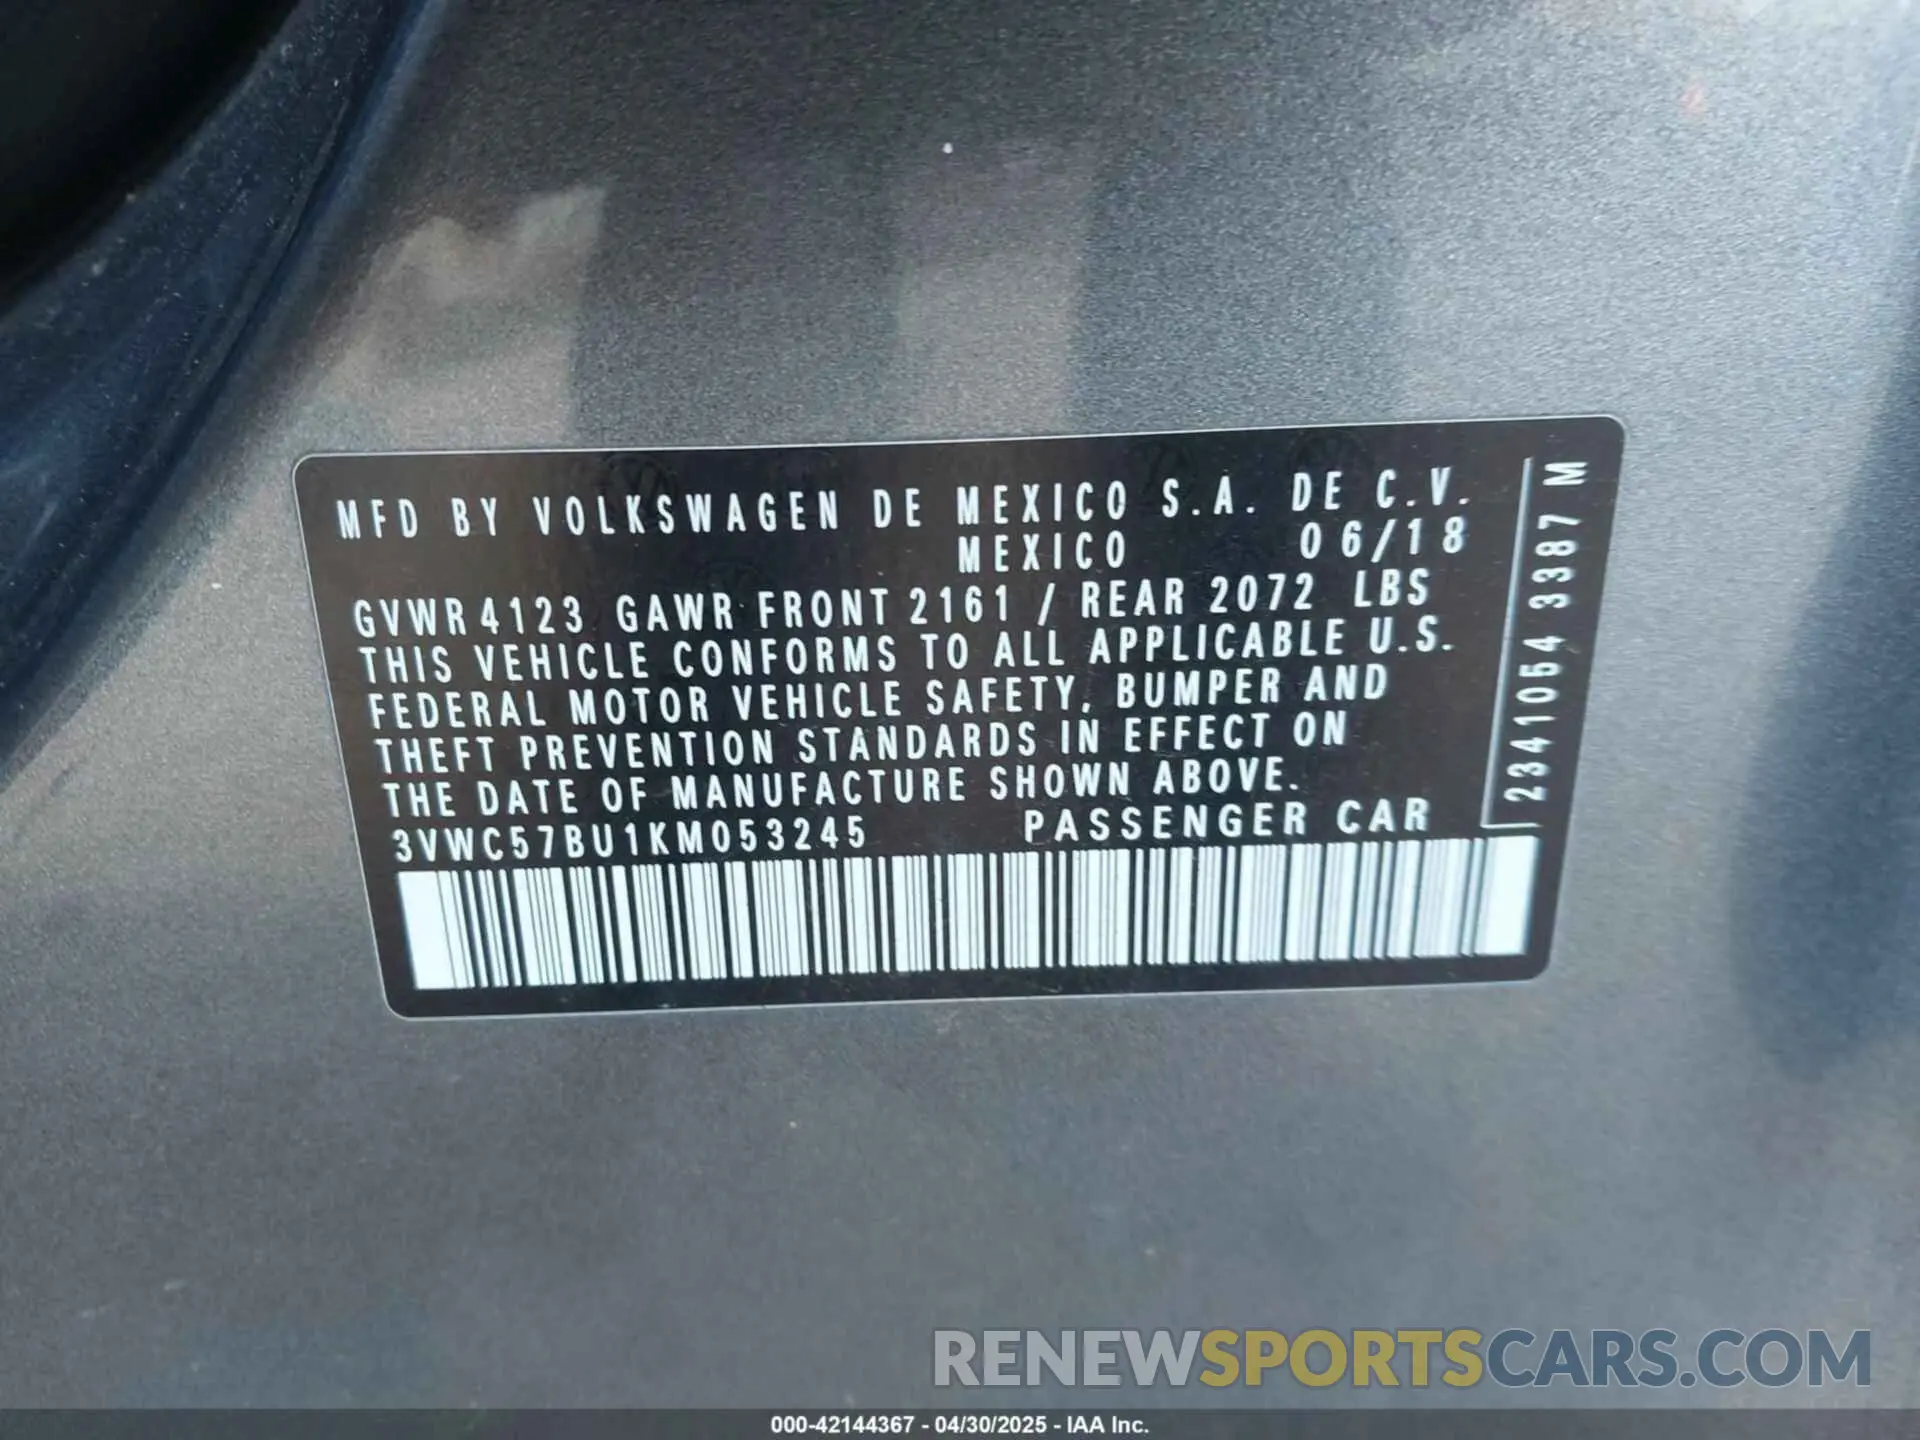 MFD BY VOLKSWAGEN DE MEXICO S.A. DE C.V.
MEXICO 06/18
GVWR 4123 GAWR FRONT 2161 / REAR 2072 LBS
THIS VEHICLE CONFORMS TO ALL APPLICABLE U.S.
FEDERAL MOTOR VEHICLE SAFETY, BUMPER AND
THEFT PREVENTION STANDARDS IN EFFECT ON
THE DATE OF MANUFACTURE SHOWN ABOVE.
3VWC57BU1KM053245 PASSENGER CAR
2341054 3387 M
RENEWSPORTSCARS.COM
000-42144367 - 04/30/2025 - IAA Inc.